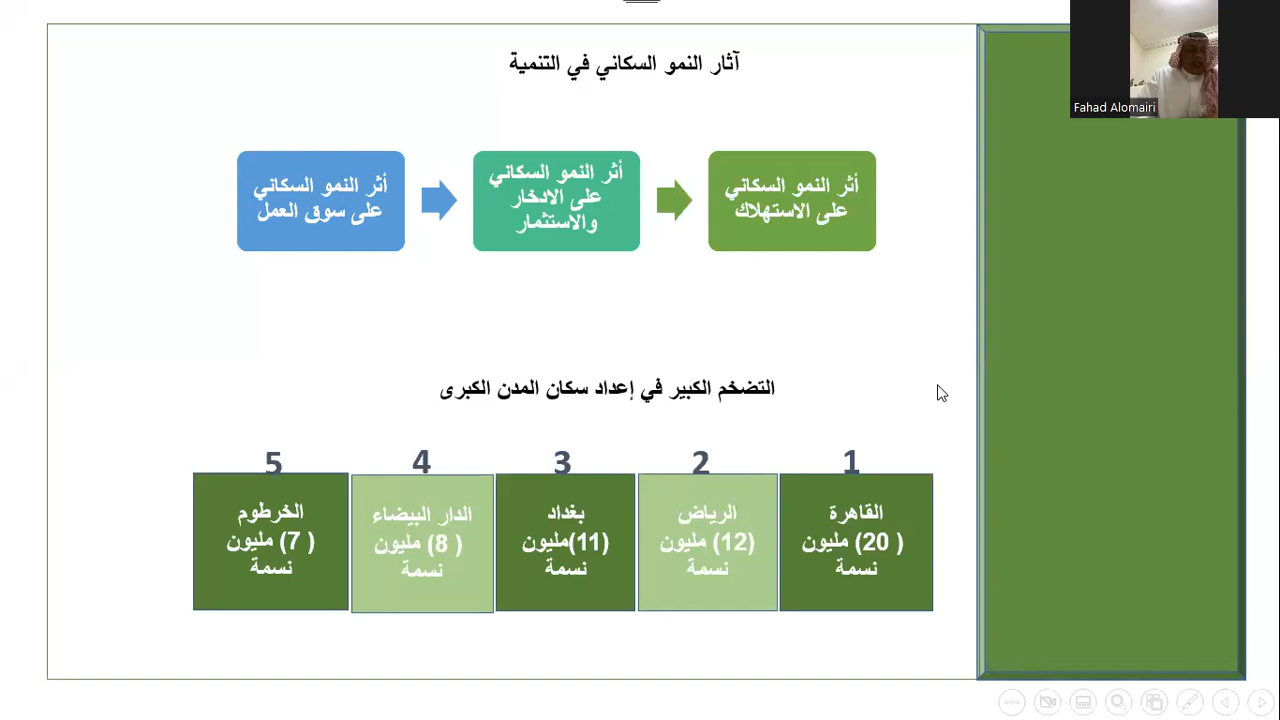 Fahad Alomairi
آثار النمو السكاني في التنمية
أثر النمو السكاني
على الاستهلاك
أثر النمو السكاني
على الادخار
والاستثمار
أثر النمو السكاني
على سوق العمل
التضخم الكبير في إعداد سكان المدن الكبرى
1
القاهرة
( 20) مليون
نسمة
2
الرياض
(12) مليون
نسمة
3
بغداد
(11)مليون
نسمة
4
الدار البيضاء
( 8) مليون
نسمة
5
الخرطوم
( 7) مليون
نسمة